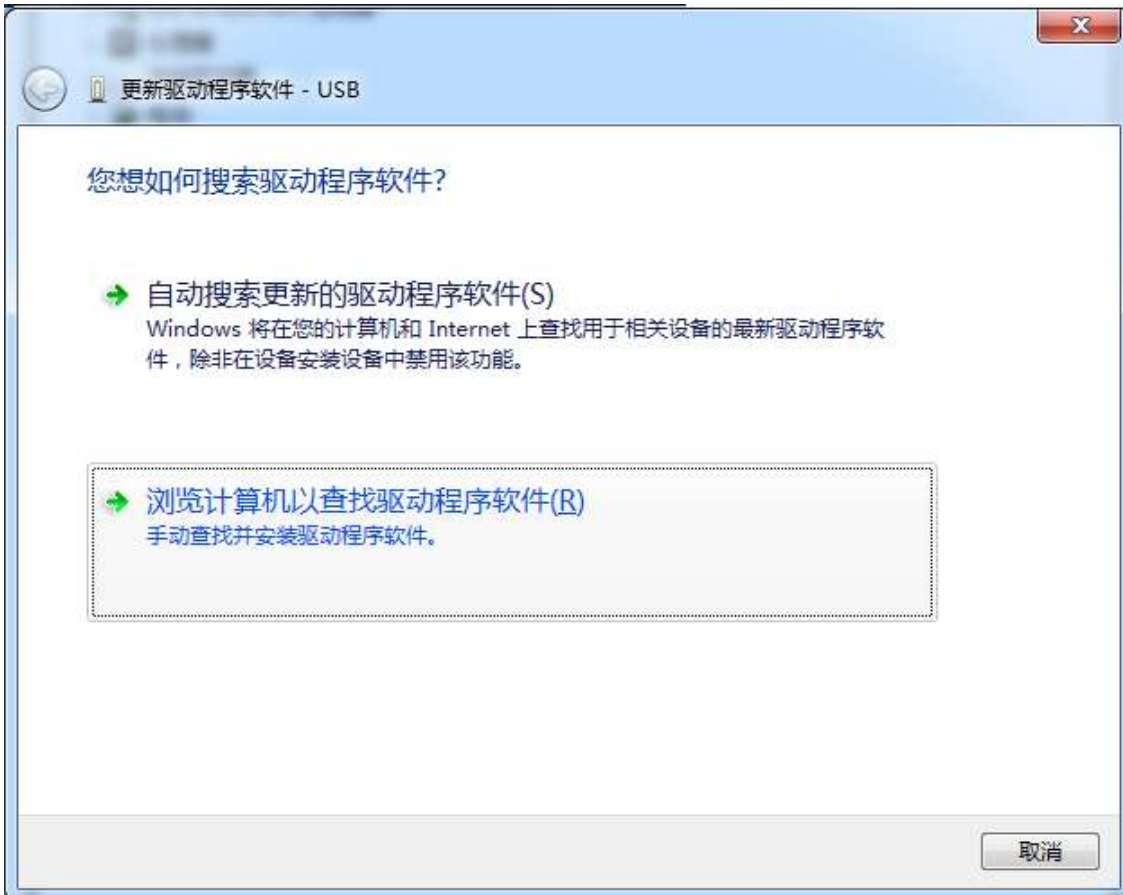 更新驱动程序软件 - USB
您想如何搜索驱动程序软件?
自动搜索更新的驱动程序软件(S)
Windows 将在您的计算机和 Internet 上查找用于相关设备的最新驱动程序软
件，除非在设备安装设备中禁用该功能。
浏览计算机以查找驱动程序软件(R)
手动查找并安装驱动程序软件。
取消